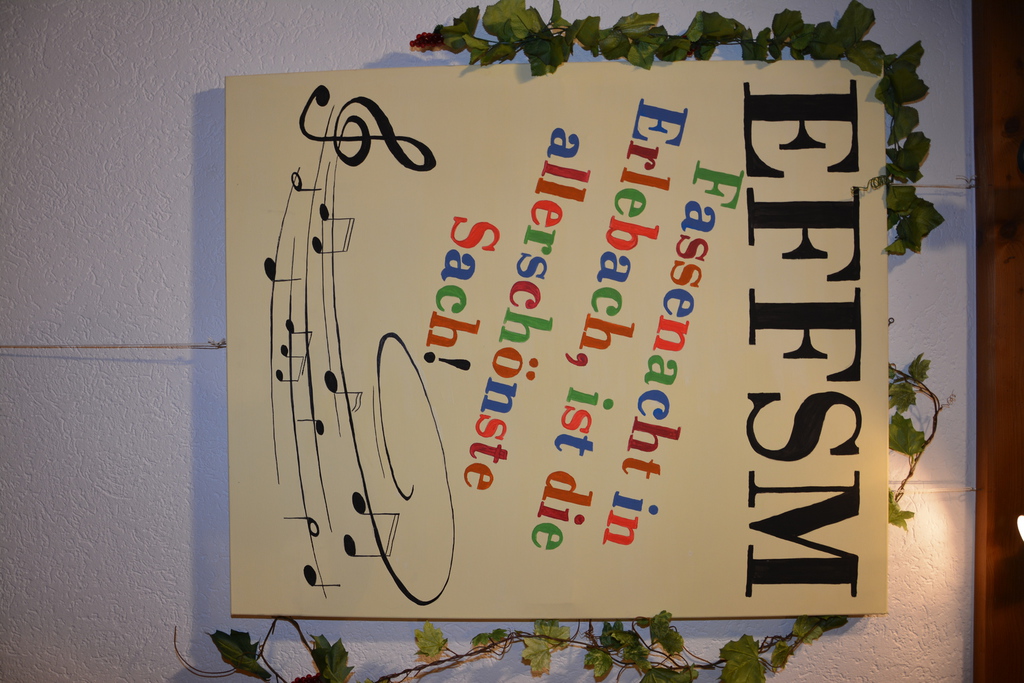 EFFSM
Fassenacht in
Erlebach, ist die
allerschönste
Sach!